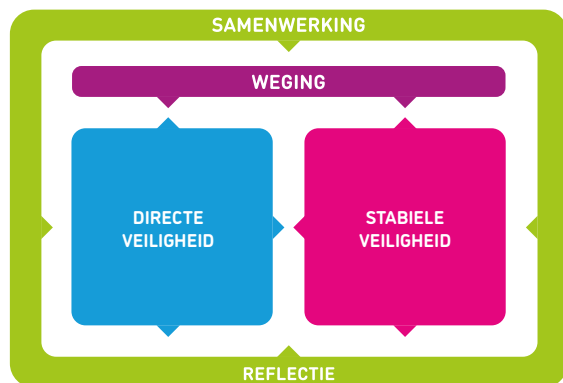 SAMENWERKING
WEGING
DIRECTE
VEILIGHEID
STABIELE
VEILIGHEID
REFLECTIE